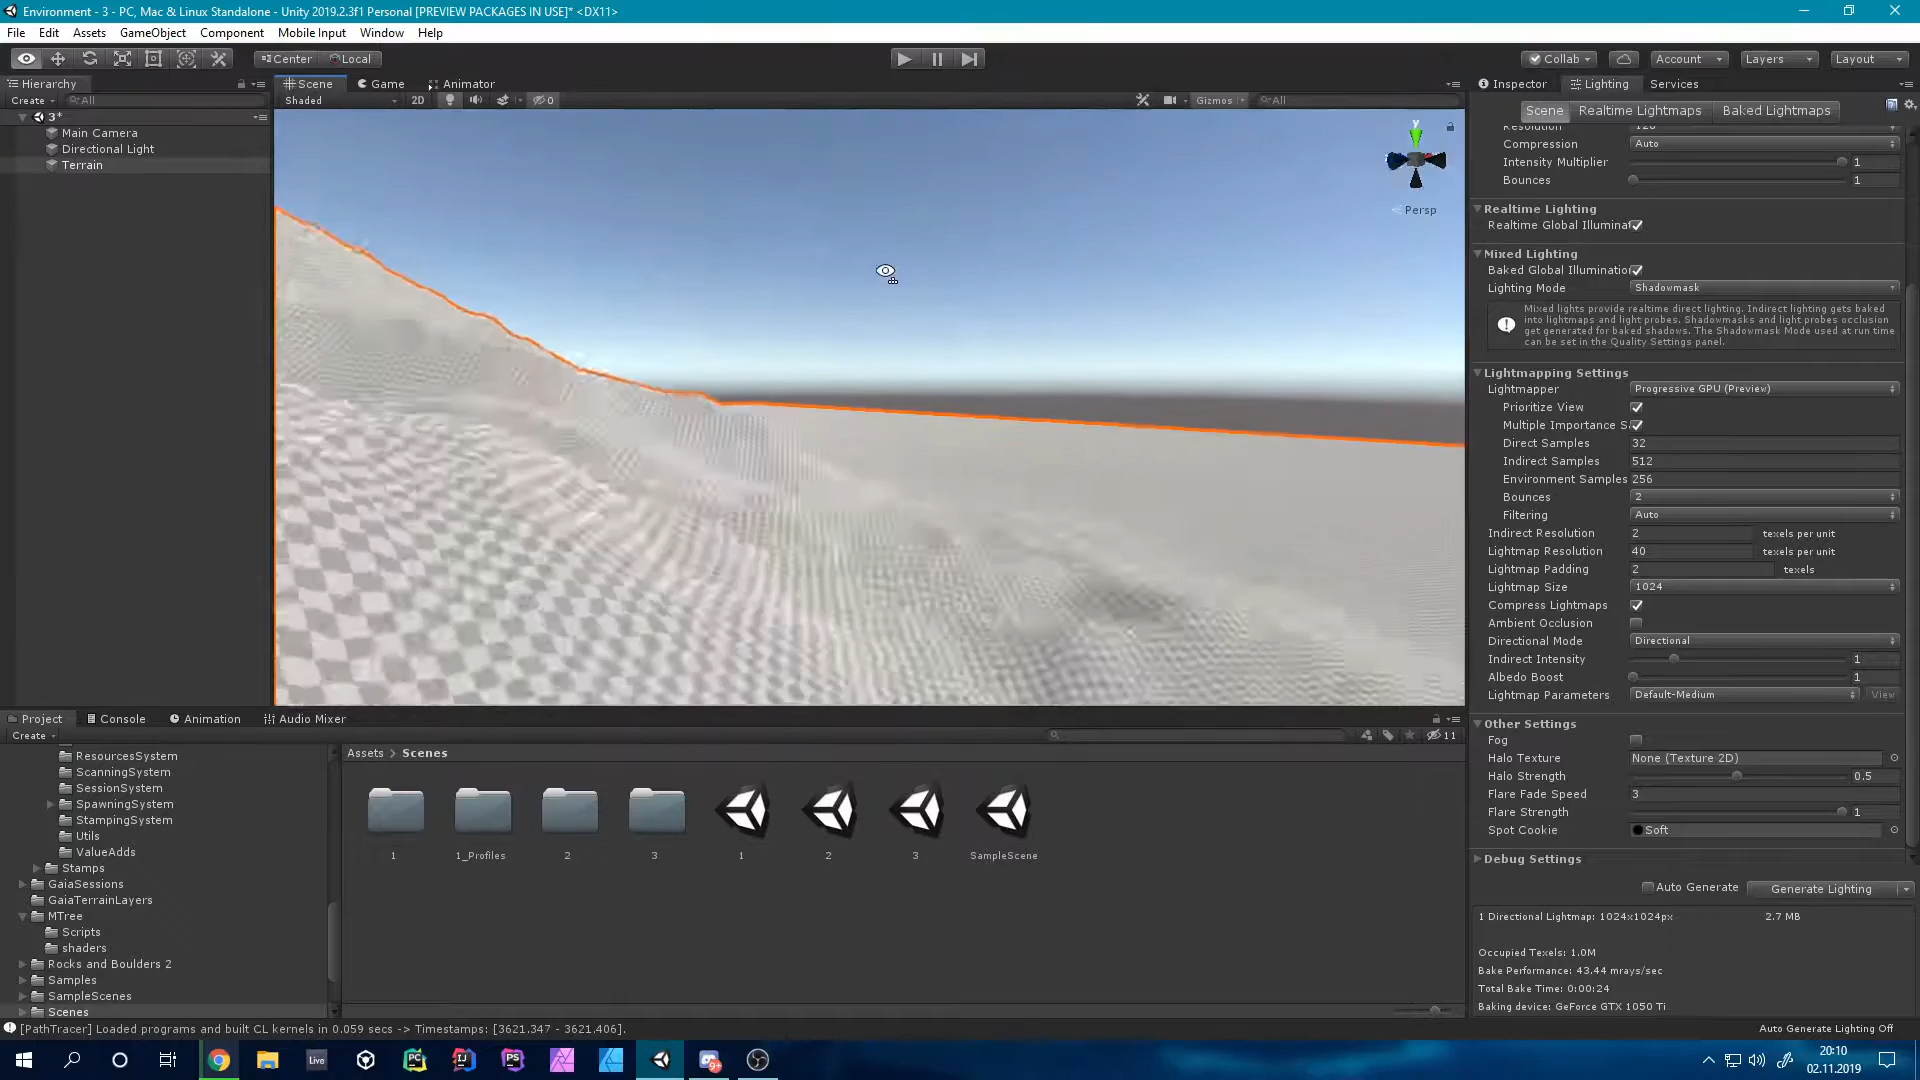 Environment - 3 - PC, Mac & Linux Standalone - Unity 2019.2.3f1 Personal [PREVIEW PACKAGES IN USE]* <DX11>
File Edit Assets GameObject Component Mobile Input Window Help
Center Local Collab Account Layers Layout
Hierarchy Scene Game Animator Inspector Lighting Services
Create All Shaded 2D 0 Gizmos All
Scene Realtime Lightmaps Baked Lightmaps
3*
Main Camera
Directional Light
Terrain
y
Persp
Resolution 128
Compression Auto
Intensity Multiplier 1
Bounces 1
Realtime Lighting
Realtime Global Illuminat
Mixed Lighting
Baked Global Illumination
Lighting Mode Shadowmask
Mixed lights provide realtime direct lighting. Indirect lighting gets baked
into lightmaps and light probes. Shadowmasks and light probes occlusion
get generated for baked shadows. The Shadowmask Mode used at run time
can be set in the Quality Settings panel.
Lightmapping Settings
Lightmapper Progressive GPU (Preview)
Prioritize View
Multiple Importance S
Direct Samples 32
Indirect Samples 512
Environment Samples 256
Bounces 2
Filtering Auto
Indirect Resolution 2 texels per unit
Lightmap Resolution 40 texels per unit
Lightmap Padding 2 texels
Lightmap Size 1024
Compress Lightmaps
Ambient Occlusion
Directional Mode Directional
Indirect Intensity 1
Albedo Boost 1
Lightmap Parameters Default-Medium View
Other Settings
Fog
Halo Texture None (Texture 2D)
Halo Strength 0.5
Flare Fade Speed 3
Flare Strength 1
Spot Cookie Soft
Debug Settings
Auto Generate Generate Lighting
1 Directional Lightmap: 1024x1024px 2.7 MB
Occupied Texels: 1.0M
Bake Performance: 43.44 mrays/sec
Total Bake Time: 0:00:24
Baking device: GeForce GTX 1050 Ti
Project Console Animation Audio Mixer
Create 11
ResourcesSystem
ScanningSystem
SessionSystem
SpawningSystem
StampingSystem
Utils
ValueAdds
Stamps
GaiaSessions
GaiaTerrainLayers
MTree
Scripts
shaders
Rocks and Boulders 2
Samples
SampleScenes
Scenes
Assets > Scenes
1 1_Profiles 2 3 1 2 3 SampleScene
[PathTracer] Loaded programs and built CL kernels in 0.059 secs -> Timestamps: [3621.347 - 3621.406].
Auto Generate Lighting Off
Live PC IJ PS 9+
20:10
02.11.2019